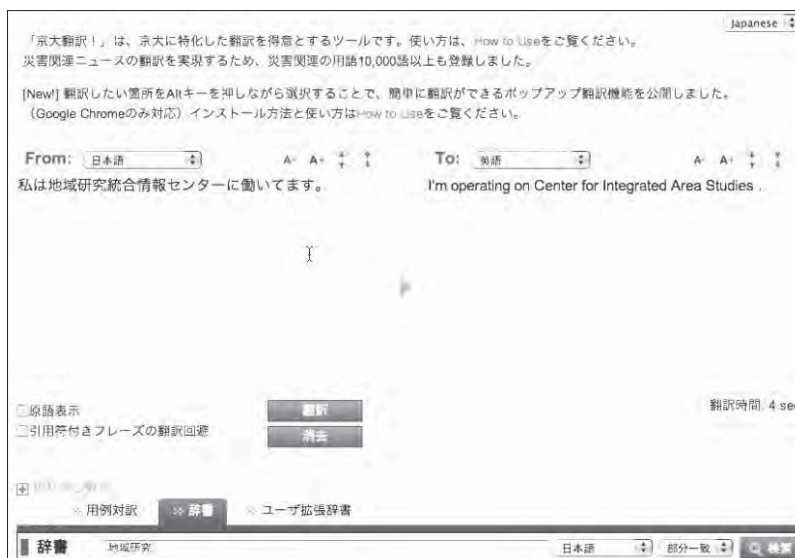 Japanese
「京大翻訳！」は、京大に特化した翻訳を得意とするツールです。使い方は、How to Useをご覧ください。
災害関連ニュースの翻訳を実現するため、災害関連の用語10,000語以上も登録しました。
[New!] 翻訳したい箇所をAltキーを押しながら選択することで、簡単に翻訳ができるポップアップ翻訳機能を公開しました。
（Google Chromeのみ対応）インストール方法と使い方はHow to Useをご覧ください。
From: 日本語 A- A+ To: 英語 A- A+
私は地域研究統合情報センターに働いてます。 I'm operating on Center for Integrated Area Studies .
原語表示 翻訳 翻訳時間: 4 sec
引用符付きフレーズの翻訳回避 消去
用例対訳 辞書 ユーザ拡張辞書
辞書 地域研究 日本語 部分一致 検索